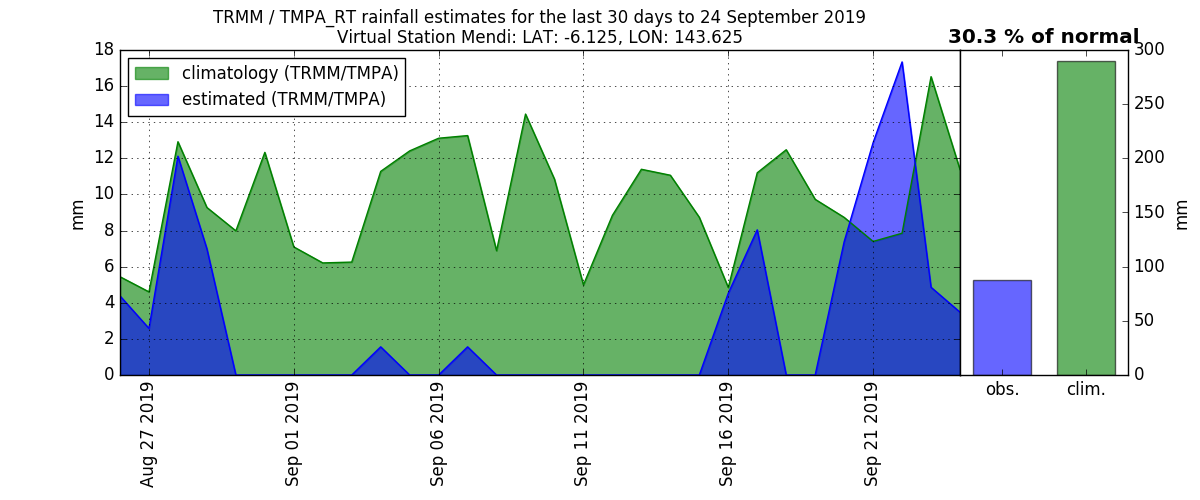 TRMM / TMPA_RT rainfall estimates for the last 30 days to 24 September 2019
Virtual Station Mendi: LAT: -6.125, LON: 143.625
30.3 % of normal
climatology (TRMM/TMPA)
estimated (TRMM/TMPA)
18
16
14
12
10
8
6
4
2
0
mm
Aug 27 2019
Sep 01 2019
Sep 06 2019
Sep 11 2019
Sep 16 2019
Sep 21 2019
obs.
clim.
300
250
200
150
100
50
0
mm